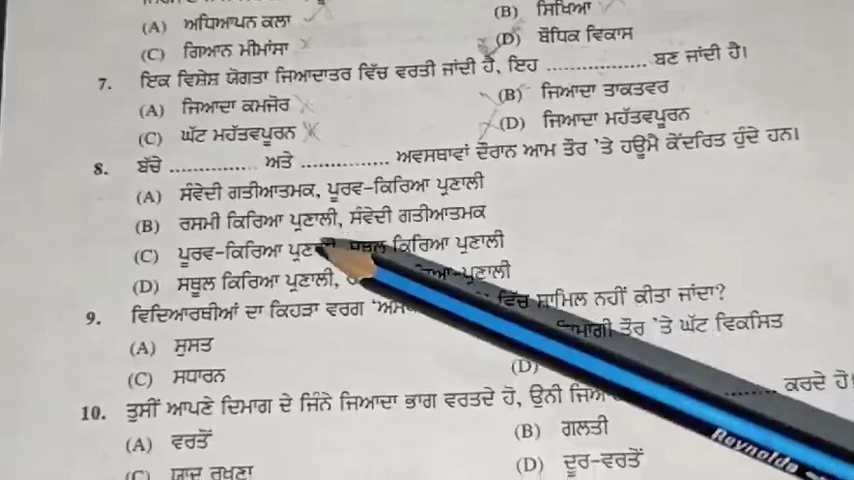 (A) ਅਧਿਆਪਨ ਕਲਾ (B) ਸਿਖਿਆ
(C) ਗਿਆਨ ਮੀਮਾਂਸਾ (D) ਬੌਧਿਕ ਵਿਕਾਸ
7. ਇਕ ਵਿਸ਼ੇਸ਼ ਯੋਗਤਾ ਜਿਆਦਾਤਰ ਵਿੱਚ ਵਰਤੀ ਜਾਂਦੀ ਹੈ, ਇਹ .................. ਬਣ ਜਾਂਦੀ ਹੈ।
(A) ਜਿਆਦਾ ਕਮਜੋਰ (B) ਜਿਆਦਾ ਤਾਕਤਵਰ
(C) ਘੱਟ ਮਹੱਤਵਪੂਰਨ (D) ਜਿਆਦਾ ਮਹੱਤਵਪੂਰਨ
8. ਬੱਚੇ ................ ਅਤੇ ................ ਅਵਸਥਾਵਾਂ ਦੌਰਾਨ ਆਮ ਤੌਰ 'ਤੇ ਹਊਮੈ ਕੇਂਦਰਿਤ ਹੁੰਦੇ ਹਨ।
(A) ਸੰਵੇਦੀ ਗਤੀਆਤਮਕ, ਪੂਰਵ-ਕਿਰਿਆ ਪ੍ਰਣਾਲੀ
(B) ਰਸਮੀ ਕਿਰਿਆ ਪ੍ਰਣਾਲੀ, ਸੰਵੇਦੀ ਗਤੀਆਤਮਕ
(C) ਪੂਰਵ-ਕਿਰਿਆ ਸਥੂਲ ਕਿਰਿਆ ਪ੍ਰਣਾਲੀ
(D) ਸਥੂਲ ਕਿਰਿਆ ਪ੍ਰਣਾਲੀ,
9. ਵਿਦਿਆਰਥੀਆਂ ਦਾ ਕਿਹੜਾ ਵਰਗ ਵਿੱਚ ਸ਼ਾਮਿਲ ਨਹੀਂ ਕੀਤਾ ਜਾਂਦਾ?
(A) ਸੁਸਤ ਤੌਰ 'ਤੇ ਘੱਟ ਵਿਕਸਿਤ
(C) ਸਧਾਰਨ (D)
10. ਤੁਸੀਂ ਆਪਣੇ ਦਿਮਾਗ ਦੇ ਜਿੰਨੇ ਜਿਆਦਾ ਭਾਗ ਵਰਤਦੇ ਹੋ, ਉਨੀ ......... ਕਰਦੇ ਹੋ
(A) ਵਰਤੋਂ (B) ਗਲਤੀ
(C) ਯਾਦ ਰਖਣਾ (D) ਦੂਰ-ਵਰਤੋਂ
Reynolds